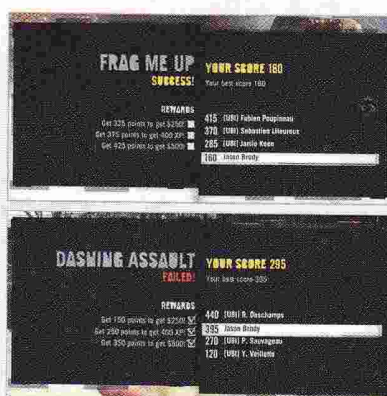 FRAG ME UP
SUCCESS!
REWARDS
Get 325 points to get $250!
Get 375 points to get 400 XP!
Get 425 points to get $500!
YOUR SCORE 160
Your best score 160
415 [UBI] Fabien Poupineau
370 [UBI] Sebastien Lheureux
285 [UBI] Jamie Keen
160 Jason Brody
DASHING ASSAULT
FAILED!
REWARDS
Get 150 points to get $250!
Get 250 points to get 400 XP!
Get 350 points to get $500!
YOUR SCORE 295
Your best score 395
440 [UBI] R. Deschamps
395 Jason Brody
270 [UBI] P. Sauvageau
120 [UBI] Y. Veillette